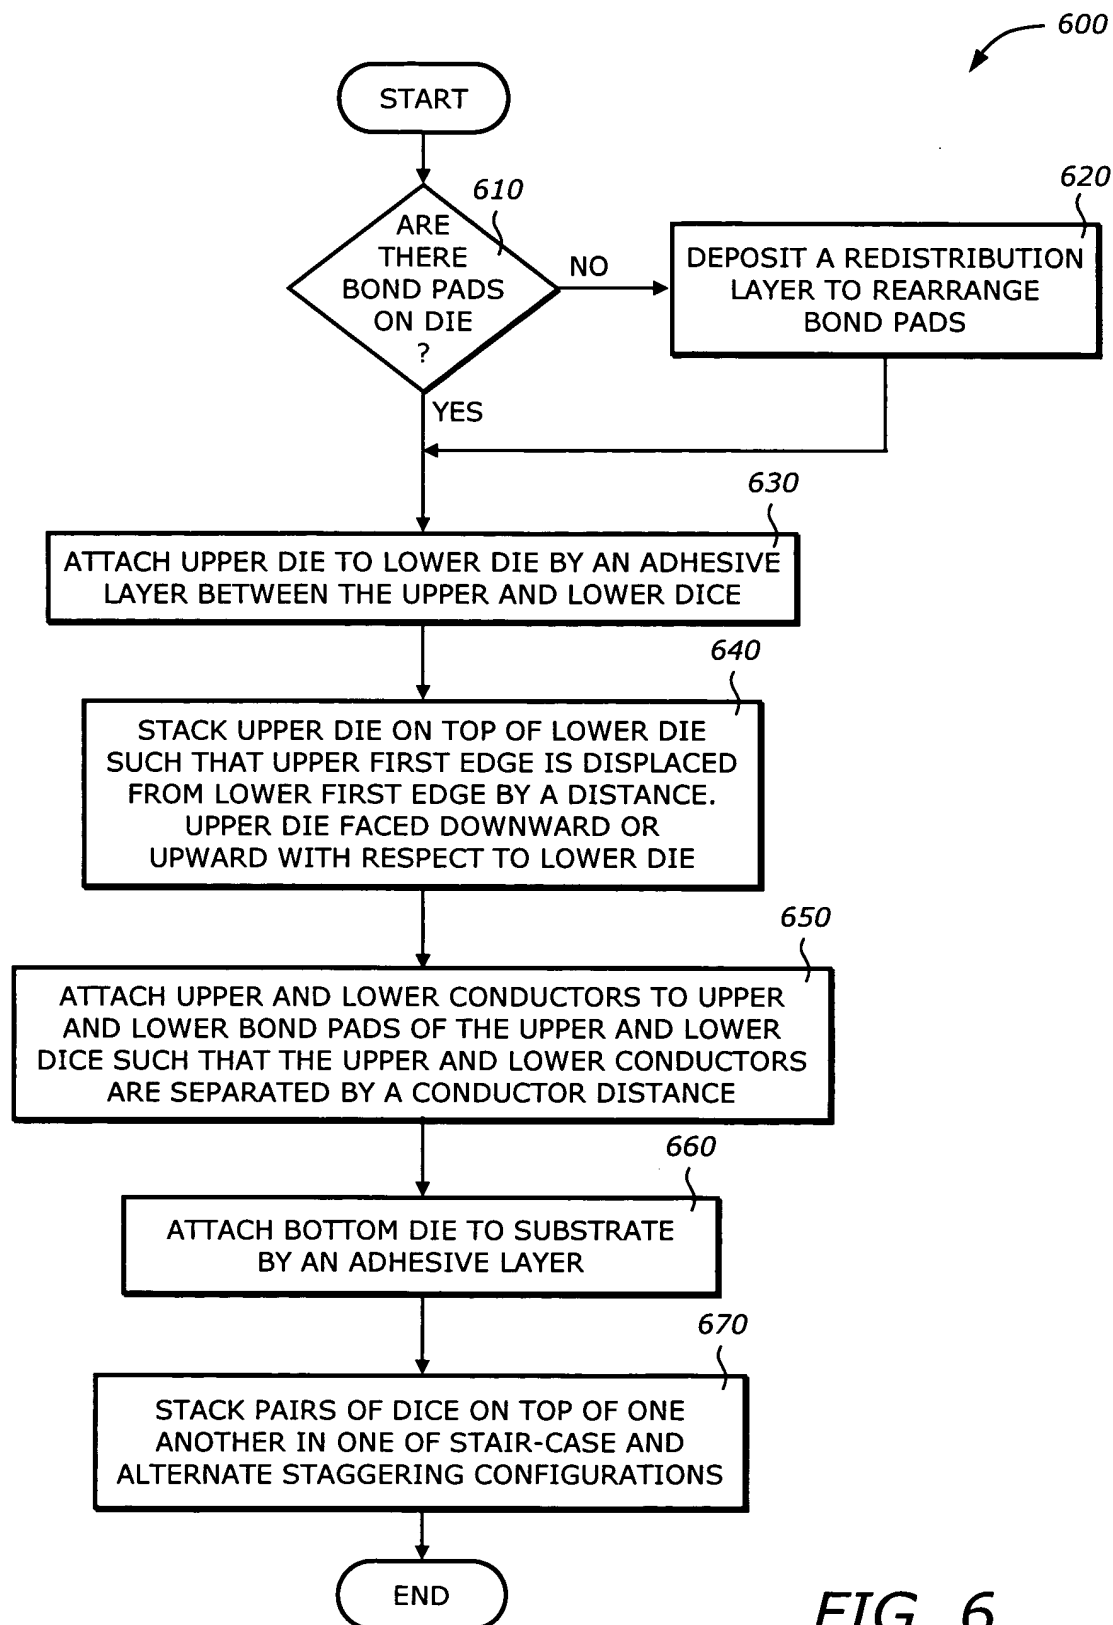 600
START
610
ARE
THERE
BOND PADS
ON DIE
?
NO
620
DEPOSIT A REDISTRIBUTION
LAYER TO REARRANGE
BOND PADS
YES
630
ATTACH UPPER DIE TO LOWER DIE BY AN ADHESIVE
LAYER BETWEEN THE UPPER AND LOWER DICE
640
STACK UPPER DIE ON TOP OF LOWER DIE
SUCH THAT UPPER FIRST EDGE IS DISPLACED
FROM LOWER FIRST EDGE BY A DISTANCE.
UPPER DIE FACED DOWNWARD OR
UPWARD WITH RESPECT TO LOWER DIE
650
ATTACH UPPER AND LOWER CONDUCTORS TO UPPER
AND LOWER BOND PADS OF THE UPPER AND LOWER
DICE SUCH THAT THE UPPER AND LOWER CONDUCTORS
ARE SEPARATED BY A CONDUCTOR DISTANCE
660
ATTACH BOTTOM DIE TO SUBSTRATE
BY AN ADHESIVE LAYER
670
STACK PAIRS OF DICE ON TOP OF ONE
ANOTHER IN ONE OF STAIR-CASE AND
ALTERNATE STAGGERING CONFIGURATIONS
END
FIG. 6